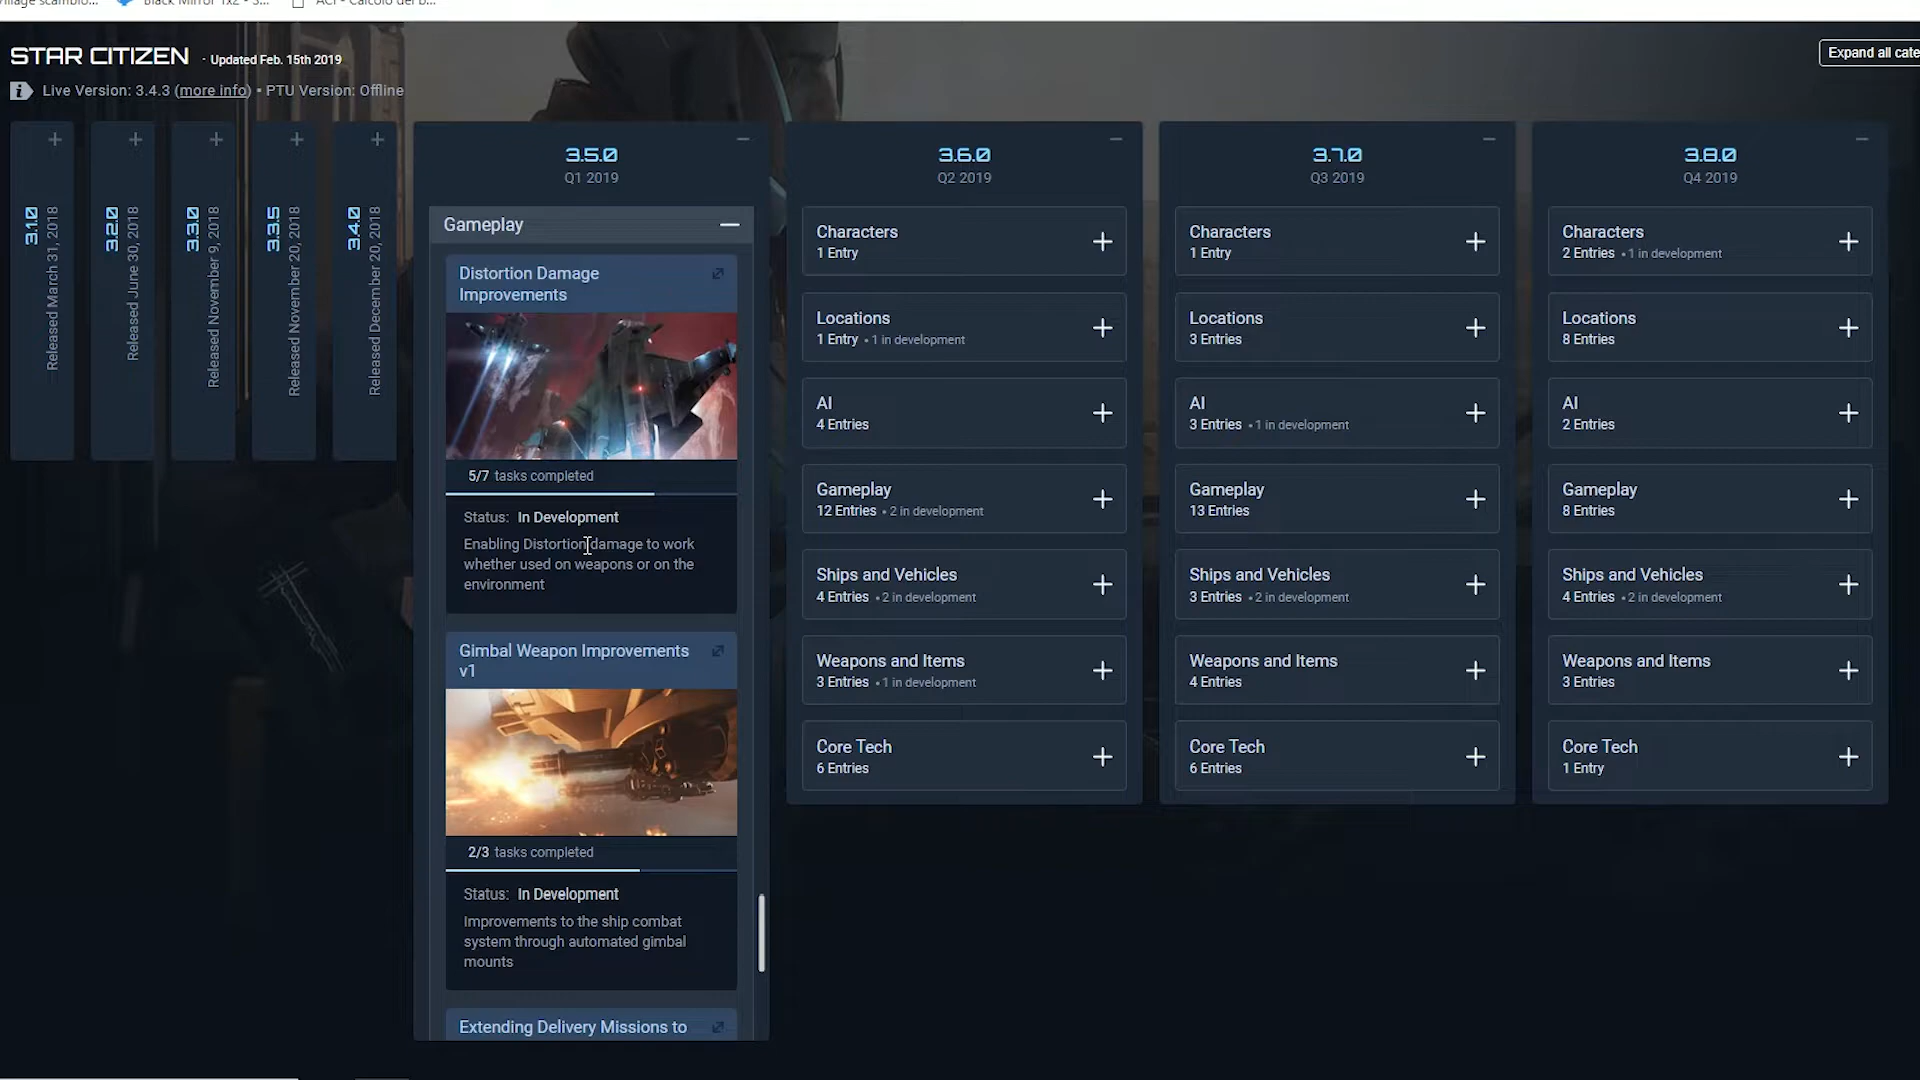 Black Mirror 1x2 - S...
STAR CITIZEN - Updated Feb. 15th 2019
Expand all cate
Live Version: 3.4.3 (more info) • PTU Version: Offline
3.1.0
Released March 31, 2018
3.2.0
Released June 30, 2018
3.3.0
Released November 9, 2018
3.3.5
Released November 20, 2018
3.4.0
Released December 20, 2018
3.5.0
Q1 2019
Gameplay
Distortion Damage
Improvements
5/7 tasks completed
Status: In Development
Enabling Distortion damage to work
whether used on weapons or on the
environment
Gimbal Weapon Improvements
v1
2/3 tasks completed
Status: In Development
Improvements to the ship combat
system through automated gimbal
mounts
Extending Delivery Missions to
3.6.0
Q2 2019
Characters
1 Entry
Locations
1 Entry • 1 in development
AI
4 Entries
Gameplay
12 Entries • 2 in development
Ships and Vehicles
4 Entries • 2 in development
Weapons and Items
3 Entries • 1 in development
Core Tech
6 Entries
3.7.0
Q3 2019
Characters
1 Entry
Locations
3 Entries
AI
3 Entries • 1 in development
Gameplay
13 Entries
Ships and Vehicles
3 Entries • 2 in development
Weapons and Items
4 Entries
Core Tech
6 Entries
3.8.0
Q4 2019
Characters
2 Entries • 1 in development
Locations
8 Entries
AI
2 Entries
Gameplay
8 Entries
Ships and Vehicles
4 Entries • 2 in development
Weapons and Items
3 Entries
Core Tech
1 Entry